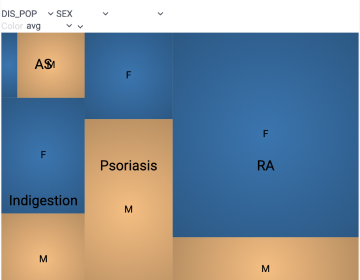 DIS_POP SEX
Color avg
AS M
F
F
F
Psoriasis
RA
Indigestion
M
M
M